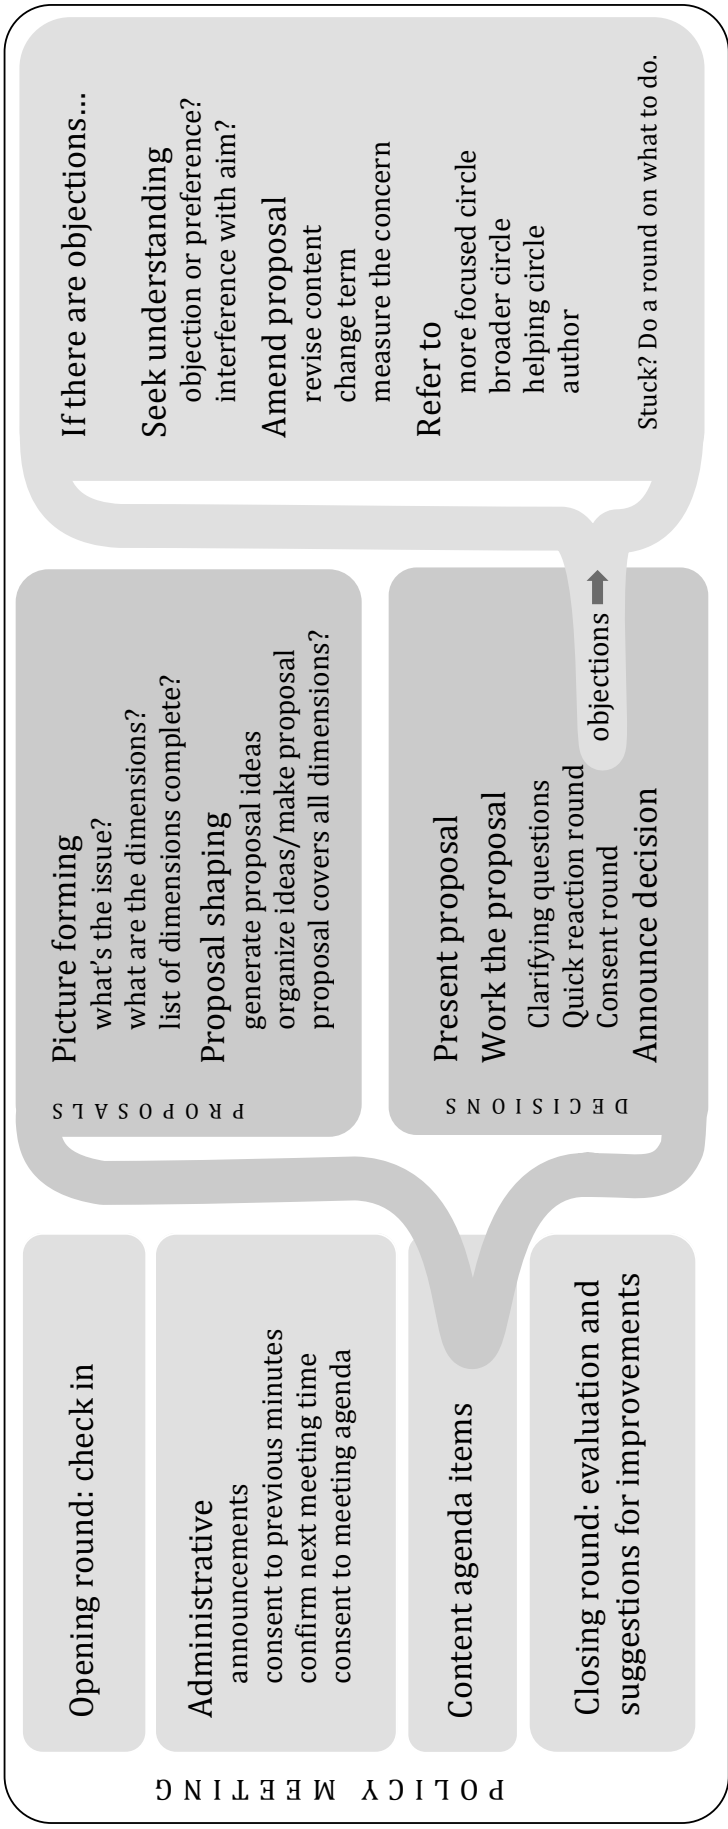 POLICY MEETING
Opening round: check in
Administrative
announcements
consent to previous minutes
confirm next meeting time
consent to meeting agenda
Content agenda items
Closing round: evaluation and
suggestions for improvements
PROPOSALS
Picture forming
what’s the issue?
what are the dimensions?
list of dimensions complete?
Proposal shaping
generate proposal ideas
organize ideas/make proposal
proposal covers all dimensions?
DECISIONS
Present proposal
Work the proposal
Clarifying questions
Quick reaction round
Consent round
Announce decision
objections
If there are objections...
Seek understanding
objection or preference?
interference with aim?
Amend proposal
revise content
change term
measure the concern
Refer to
more focused circle
broader circle
helping circle
author
Stuck? Do a round on what to do.